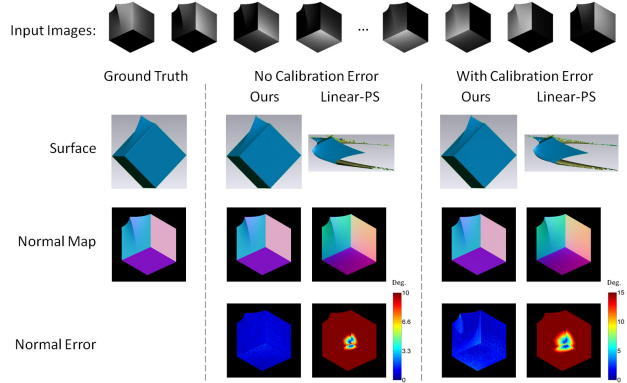 Input Images:
...
Ground Truth
No Calibration Error
With Calibration Error
Ours
Linear-PS
Ours
Linear-PS
Surface
Normal Map
Deg.
Deg.
10
6.6
3.3
0
15
10
5
0
Normal Error